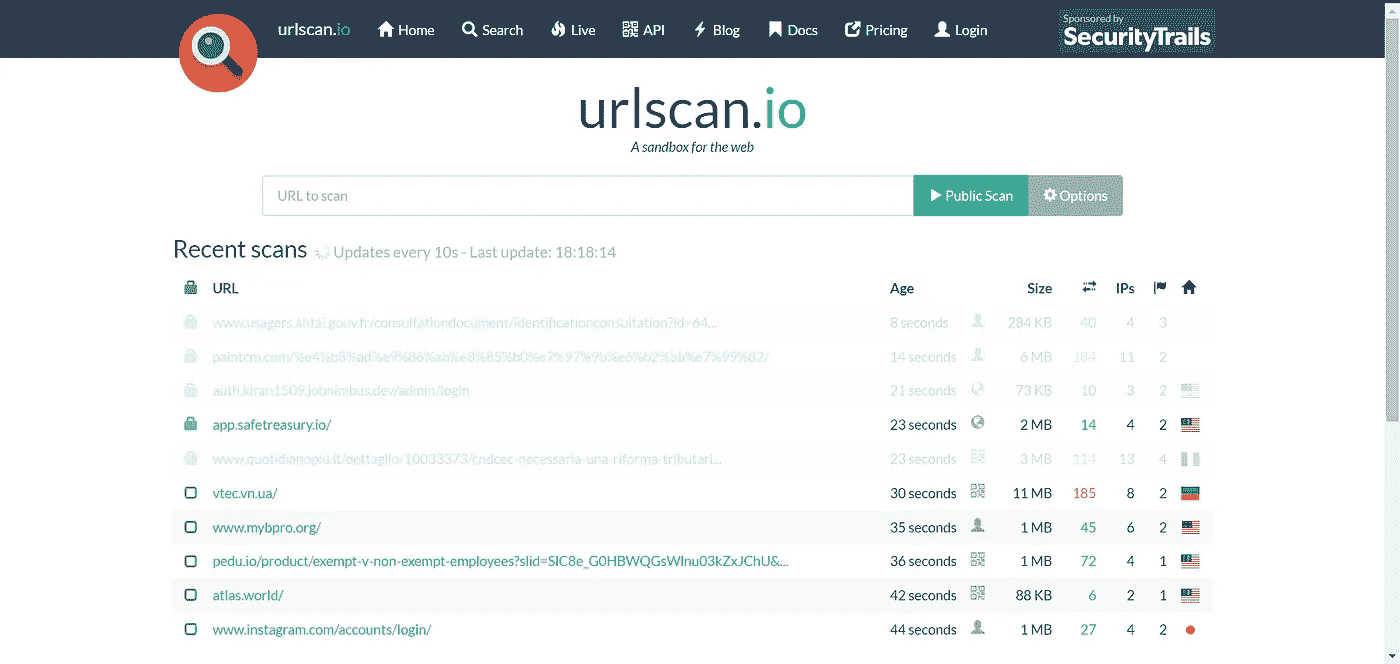 urlscan.io Home Search Live API Blog Docs Pricing Login Sponsored by
SecurityTrails
urlscan.io
A sandbox for the web
URL to scan Public Scan Options
Recent scans Updates every 10s - Last update: 18:18:14
URL Age Size IPs
www.usagers.antai.gouv.fr/consultationdocument/identificationconsultation?id=64... 8 seconds 284 KB 40 4 3
paintcm.com/%e4%b8%ad%e9%86%ab%e8%85%b0%e7%97%9b%e6%b2%bb%e7%99%82/ 14 seconds 6 MB 184 11 2
auth.kiran1509.jobnimbus.dev/admin/login 21 seconds 73 KB 10 3 2
app.safetreasury.io/ 23 seconds 2 MB 14 4 2
www.quotidianopiu.it/dettaglio/10033373/cndcec-necessaria-una-riforma-tributari... 23 seconds 3 MB 114 13 4
vtec.vn.ua/ 30 seconds 11 MB 185 8 2
www.mybpro.org/ 35 seconds 1 MB 45 6 2
pedu.io/product/exempt-v-non-exempt-employees?slid=SlC8e_G0HBWQGsWlnu03kZxJChU&... 36 seconds 1 MB 72 4 1
atlas.world/ 42 seconds 88 KB 6 2 1
www.instagram.com/accounts/login/ 44 seconds 1 MB 27 4 2